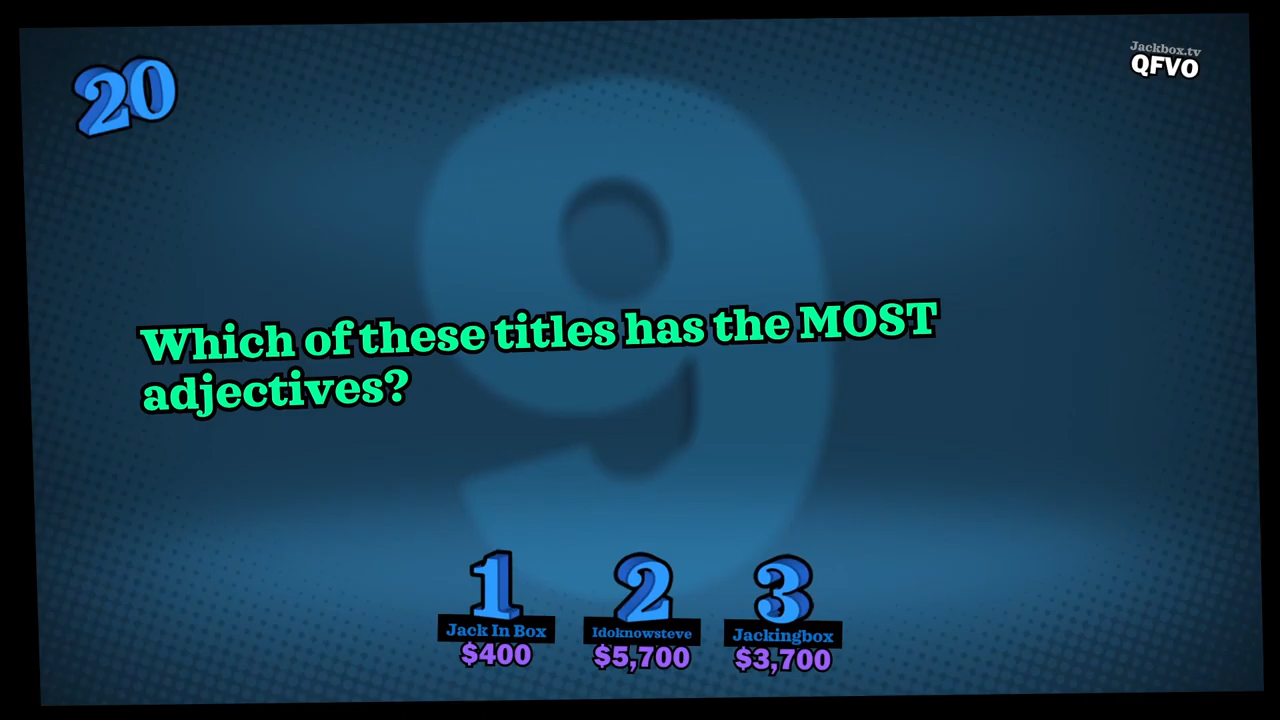 20
Jackbox.tv
QFVO
9
Which of these titles has the MOST
adjectives?
1
2
3
Jack In Box
Idoknowsteve
Jackingbox
$400
$5,700
$3,700